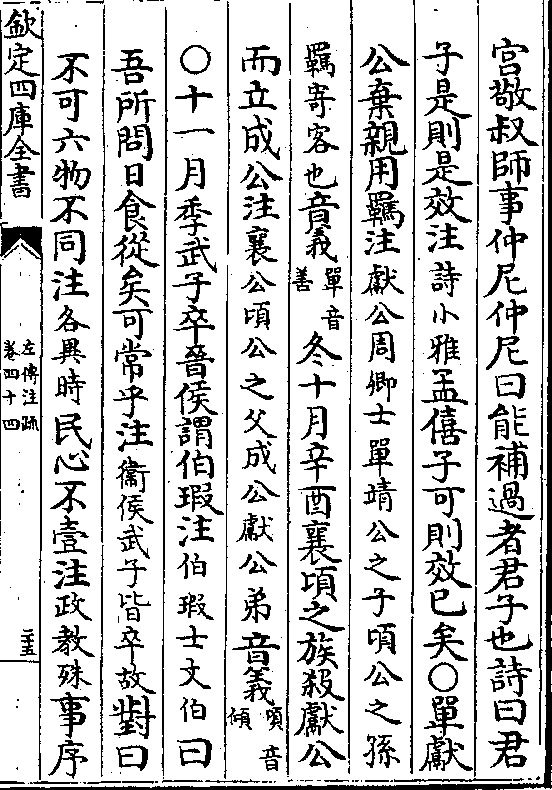 宫敬叔師事仲尼仲尼曰能補過者君子也詩曰君
子是則是效注詩小雅孟僖子可則效已矣○單獻
公棄親用羈注獻公周卿士單靖公之子頃公之孫
羈寄客也音義單音善冬十月辛酉襄頃之族殺獻公
而立成公注襄公頃公之父成公獻公弟音義頃音傾
○十一月季武子卒晉侯謂伯瑕注伯瑕士文伯曰
吾所問日食從矣可常乎注衞侯武子皆卒故對曰
不可六物不同注各異時民心不壹注政教殊事序
欽定四庫全書
左傳注疏
卷四十四
二十五